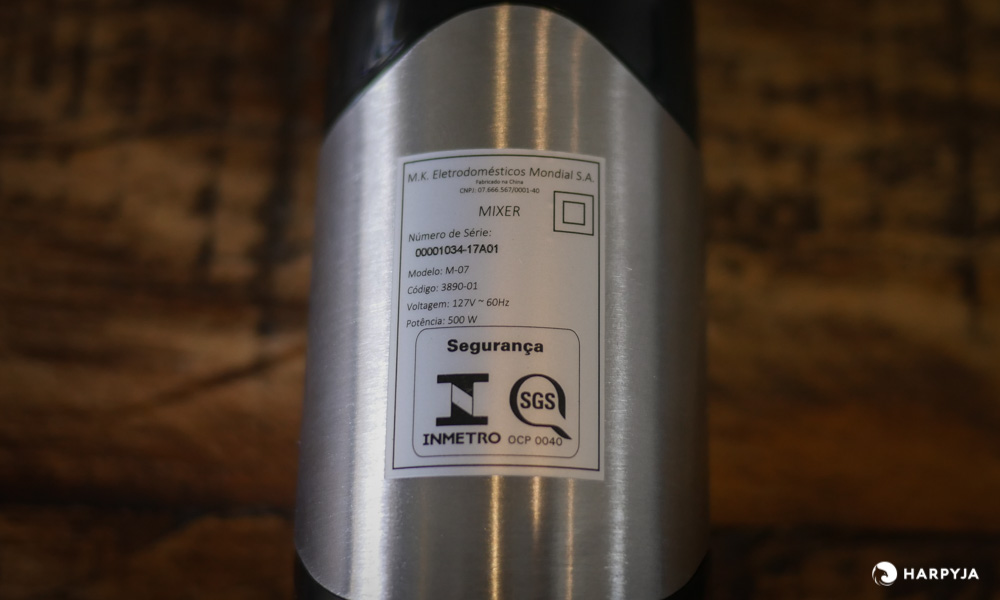 M.K. Eletrodomésticos Mondial S.A.
Fabricado na China
CNPJ: 07.666.567/0001-40
MIXER
Número de Série:
00001034-17A01
Modelo: M-07
Código: 3890-01
Voltagem: 127V ~ 60Hz
Potência: 500 W
Segurança
SGS
INMETRO OCP 0040
HARPYJA